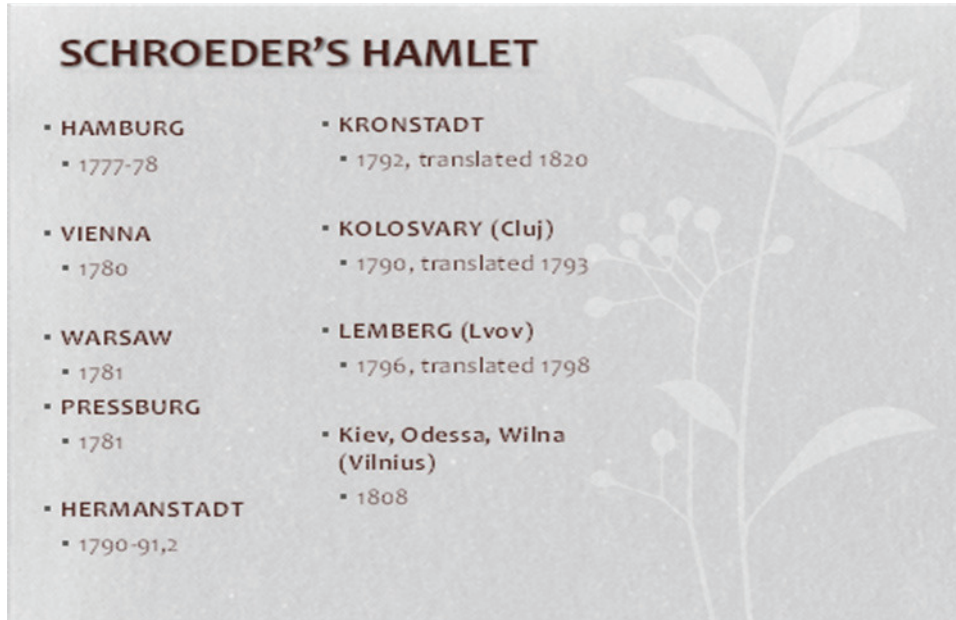 SCHROEDER'S HAMLET
▪ HAMBURG
▪ 1777-78
▪ VIENNA
▪ 1780
▪ WARSAW
▪ 1781
▪ PRESSBURG
▪ 1781
▪ HERMANSTADT
▪ 1790-91,2
▪ KRONSTADT
▪ 1792, translated 1820
▪ KOLOSVARY (Cluj)
▪ 1790, translated 1793
▪ LEMBERG (Lvov)
▪ 1796, translated 1798
▪ Kiev, Odessa, Wilna
(Vilnius)
▪ 1808